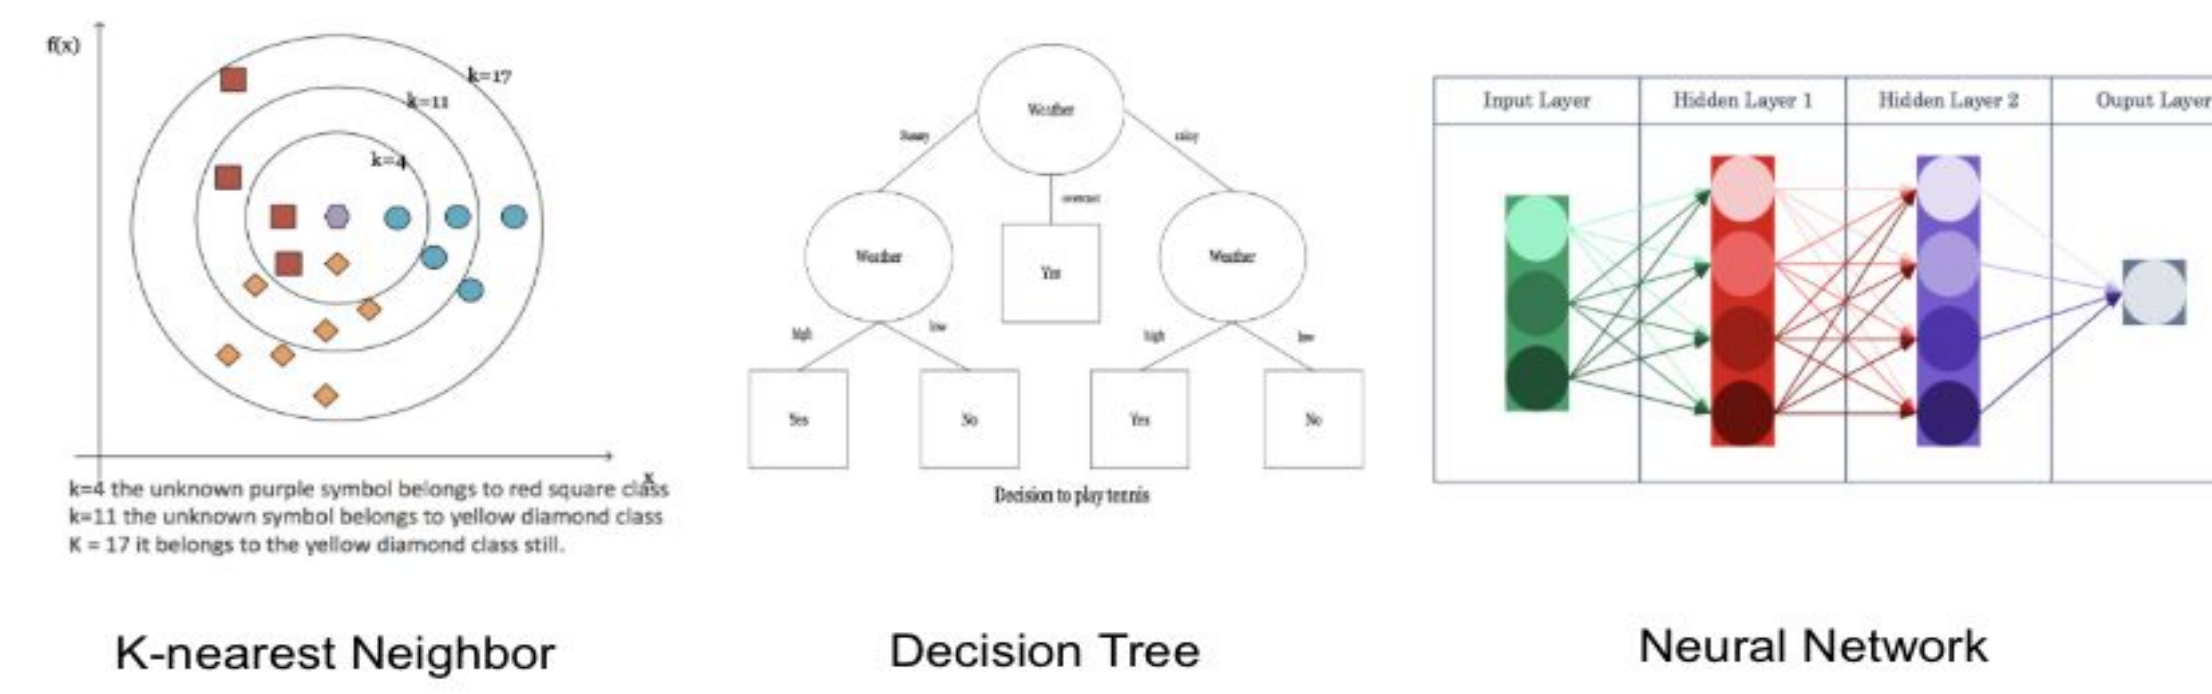 f(x)
k=17
k=11
k=4
x
k=4 the unknown purple symbol belongs to red square class
k=11 the unknown symbol belongs to yellow diamond class
K = 17 it belongs to the yellow diamond class still.
K-nearest Neighbor
Weather
Sunny
rainy
overcast
Weather
Yes
Weather
high
low
high
low
Yes
No
Yes
No
Decision to play tennis
Decision Tree
Input Layer
Hidden Layer 1
Hidden Layer 2
Ouput Layer
Neural Network